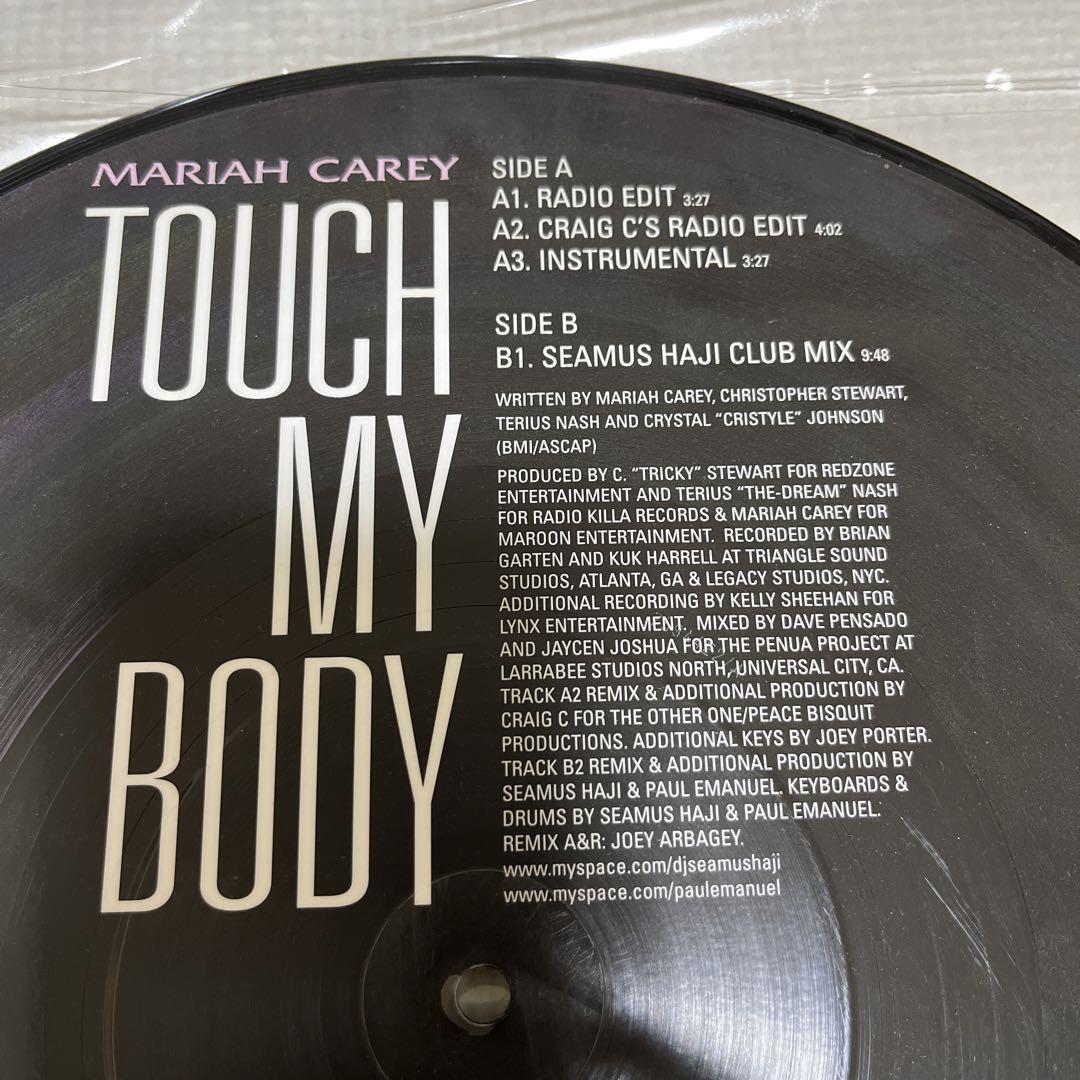 MARIAH CAREY
TOUCH
MY
BODY
SIDE A
A1. RADIO EDIT 3:27
A2. CRAIG C'S RADIO EDIT 4:02
A3. INSTRUMENTAL 3:27
SIDE B
B1. SEAMUS HAJI CLUB MIX 9:48
WRITTEN BY MARIAH CAREY, CHRISTOPHER STEWART,
TERIUS NASH AND CRYSTAL "CRISTYLE" JOHNSON
(BMI/ASCAP)
PRODUCED BY C. "TRICKY" STEWART FOR REDZONE
ENTERTAINMENT AND TERIUS "THE-DREAM" NASH
FOR RADIO KILLA RECORDS & MARIAH CAREY FOR
MAROON ENTERTAINMENT. RECORDED BY BRIAN
GARTEN AND KUK HARRELL AT TRIANGLE SOUND
STUDIOS, ATLANTA, GA & LEGACY STUDIOS, NYC.
ADDITIONAL RECORDING BY KELLY SHEEHAN FOR
LYNX ENTERTAINMENT. MIXED BY DAVE PENSADO
AND JAYCEN JOSHUA FOR THE PENUA PROJECT AT
LARRABEE STUDIOS NORTH, UNIVERSAL CITY, CA.
TRACK A2 REMIX & ADDITIONAL PRODUCTION BY
CRAIG C FOR THE OTHER ONE/PEACE BISQUIT
PRODUCTIONS. ADDITIONAL KEYS BY JOEY PORTER.
TRACK B2 REMIX & ADDITIONAL PRODUCTION BY
SEAMUS HAJI & PAUL EMANUEL. KEYBOARDS &
DRUMS BY SEAMUS HAJI & PAUL EMANUEL.
REMIX A&R: JOEY ARBAGEY.
www.myspace.com/djseamushaji
www.myspace.com/paulemanuel